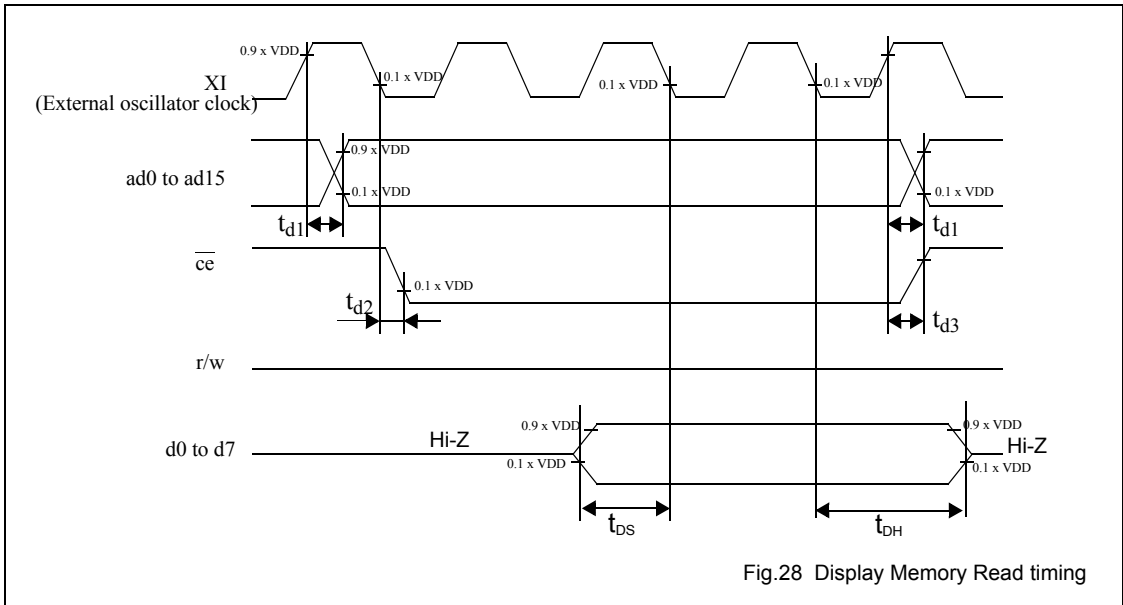 0.9 x VDD
XI
0.1 x VDD
0.1 x VDD
0.1 x VDD
(External oscillator clock)
0.9 x VDD
ad0 to ad15
0.1 x VDD
0.1 x VDD
td1
td1
ce
0.1 x VDD
td2
td3
r/w
0.9 x VDD
0.9 x VDD
Hi-Z
Hi-Z
d0 to d7
0.1 x VDD
0.1 x VDD
tDS
tDH
Fig.28 Display Memory Read timing